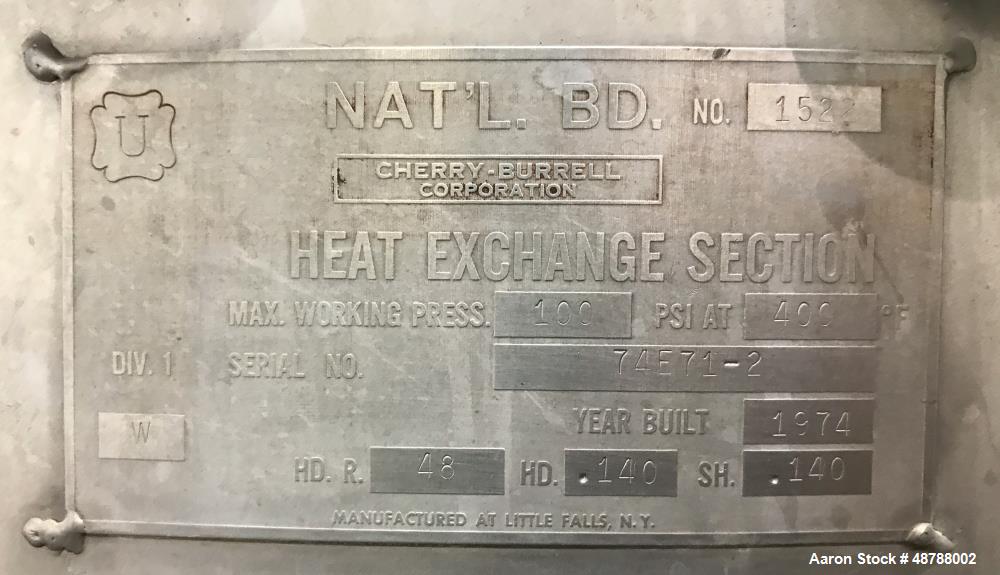 U
NAT'L. BD. NO. 1522
CHERRY-BURRELL
CORPORATION
HEAT EXCHANGE SECTION
MAX. WORKING PRESS. 100 PSI AT 400 °F
DIV. 1 SERIAL NO. 74E71-2
W YEAR BUILT 1974
HD. R. 48 HD. .140 SH. .140
MANUFACTURED AT LITTLE FALLS, N.Y.
Aaron Stock # 48788002